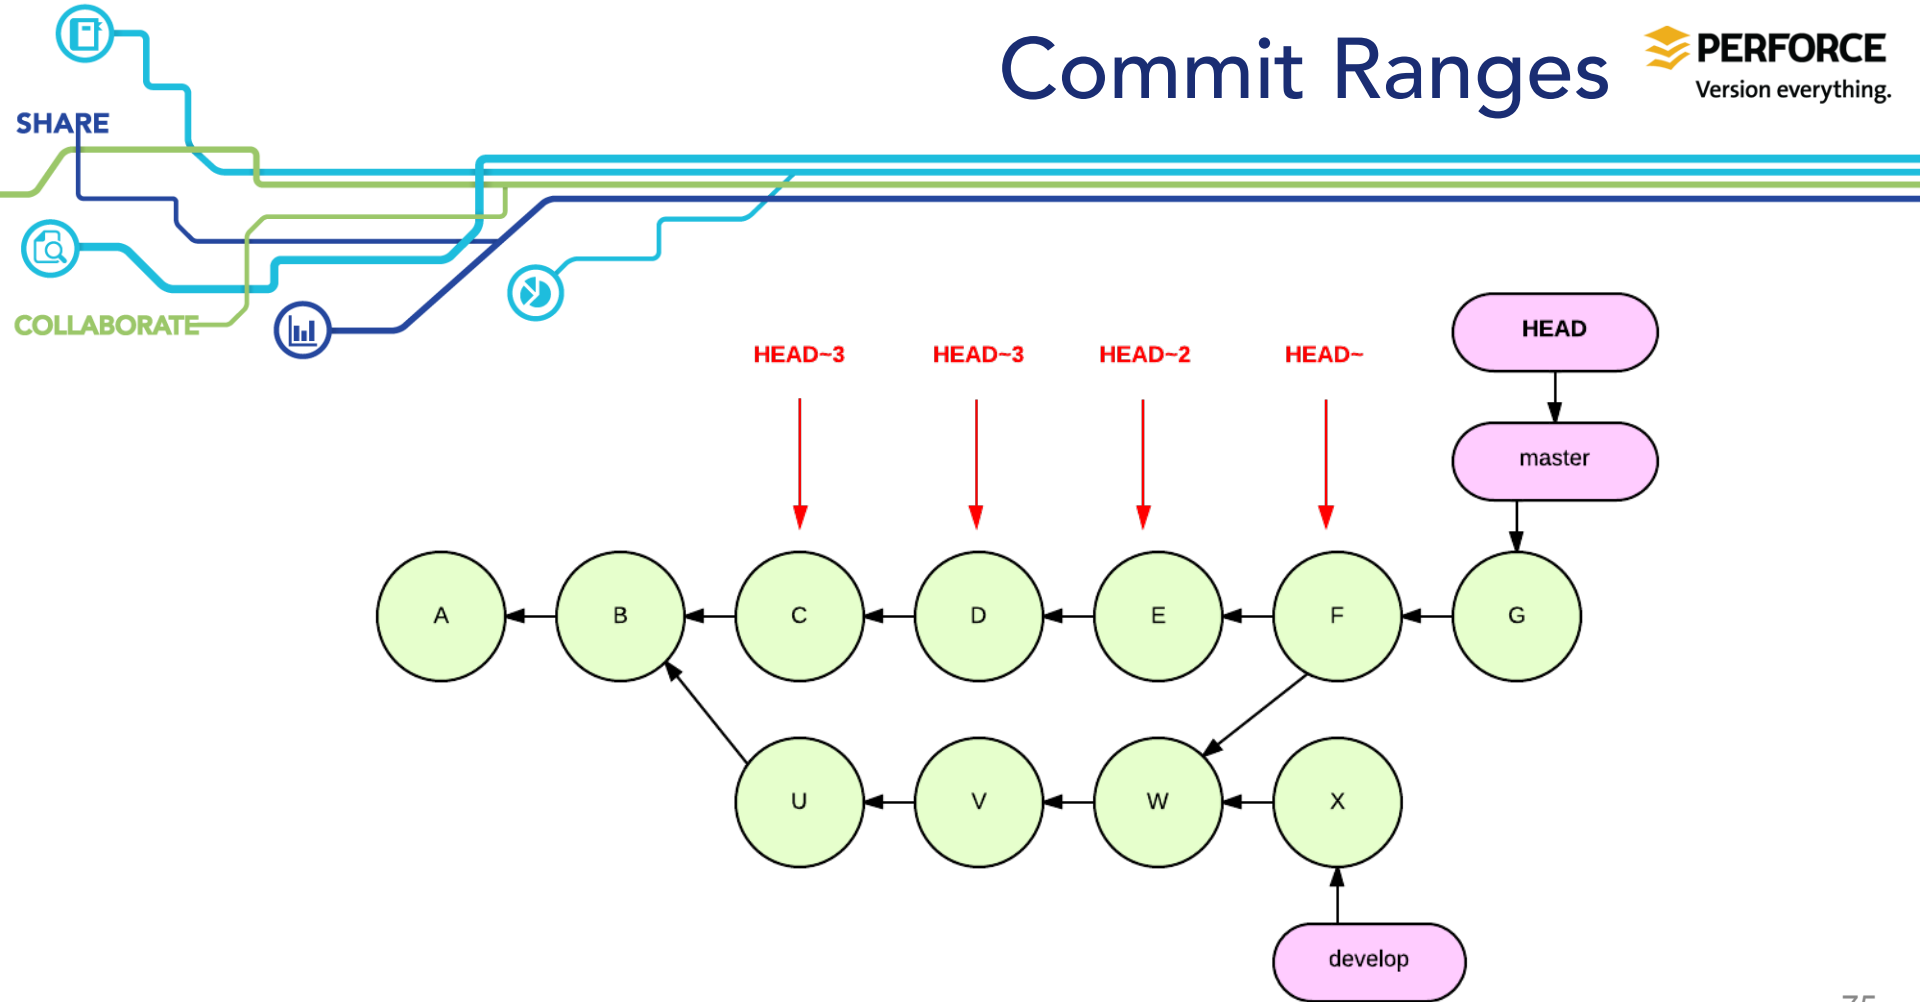 Commit Ranges
PERFORCE
Version everything.
SHARE
COLLABORATE
HEAD
HEAD~3
HEAD~3
HEAD~2
HEAD~
master
A
B
C
D
E
F
G
U
V
W
X
develop